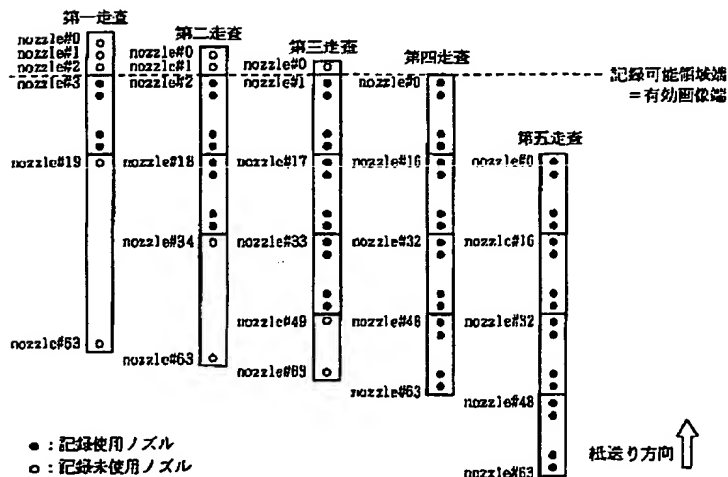 第一走査
nozzle#0
nozzle#1
nozzle#2
nozzle#3
nozzle#19
nozzle#63
第二走査
nozzle#0
nozzle#1
nozzle#2
nozzle#18
nozzle#34
nozzle#63
第三走査
nozzle#0
nozzle#1
nozzle#17
nozzle#33
nozzle#49
nozzle#63
第四走査
nozzle#0
nozzle#16
nozzle#32
nozzle#48
nozzle#63
第五走査
nozzle#0
nozzle#16
nozzle#32
nozzle#48
nozzle#63
記録可能領域端
=有効画像端
●：記録使用ノズル
○：記録未使用ノズル
紙送り方向